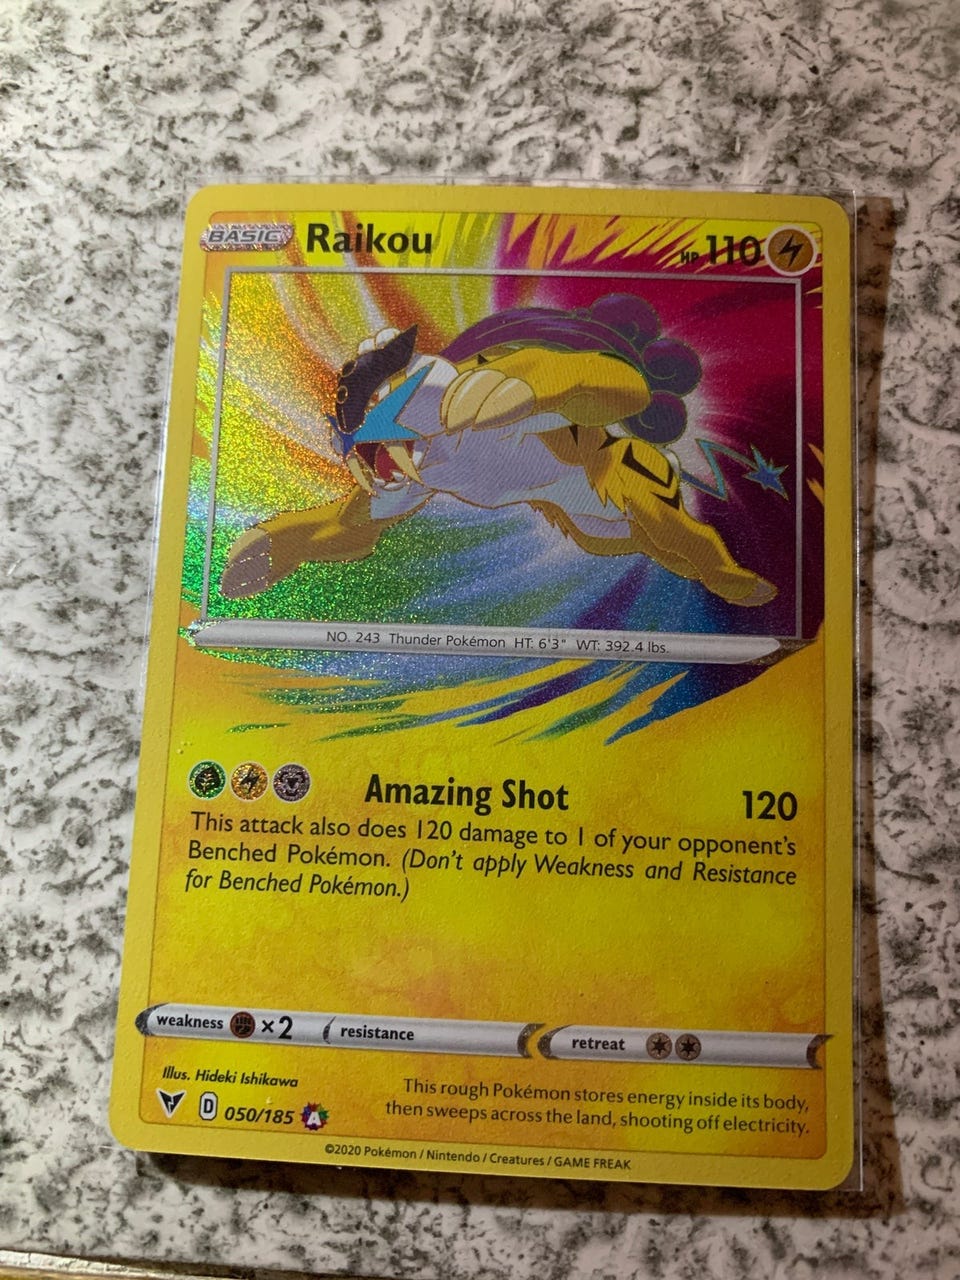 BASIC Raikou HP 110
NO. 243 Thunder Pokémon HT: 6'3" WT: 392.4 lbs.
Amazing Shot 120
This attack also does 120 damage to 1 of your opponent's
Benched Pokémon. (Don't apply Weakness and Resistance
for Benched Pokémon.)
weakness ×2 resistance retreat
Illus. Hideki Ishikawa
This rough Pokémon stores energy inside its body,
then sweeps across the land, shooting off electricity.
D 050/185 A
©2020 Pokémon / Nintendo / Creatures / GAME FREAK